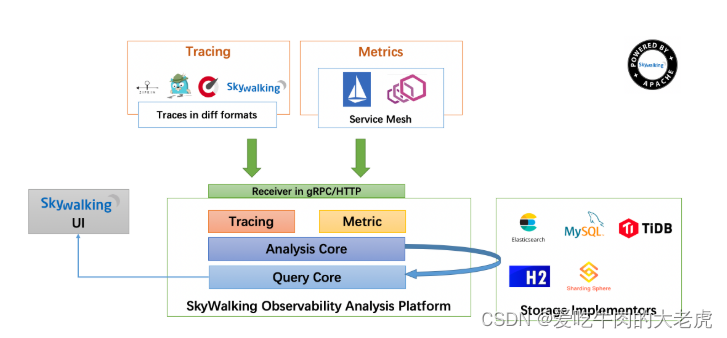 Tracing
Metrics
POWERED BY
Skywalking
APACHE
ZIPKIN
Skywalking
Traces in diff formats
Service Mesh
Receiver in gRPC/HTTP
Skywalking
UI
Tracing
Metric
Analysis Core
Query Core
SkyWalking Observability Analysis Platform
Elasticsearch
MySQL
TiDB
H2
Sharding Sphere
Storage Implementors
CSDN @爱吃牛肉的大老虎